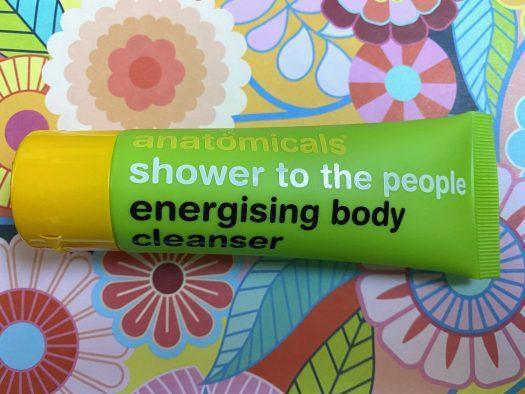 anatomicals®
shower to the people
energising body
cleanser